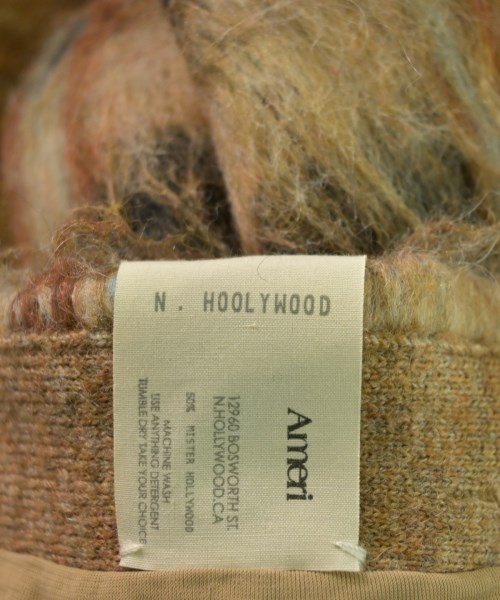 N. HOOLYWOOD
Ameri
12960 BOSWORTH ST.
N.HOLLYWOOD.CA
50% MISTER HOLLYWOOD
MACHINE WASH
USE ANYTHING DETERGENT
TUMBLE DRY TAKE YOUR CHOICE